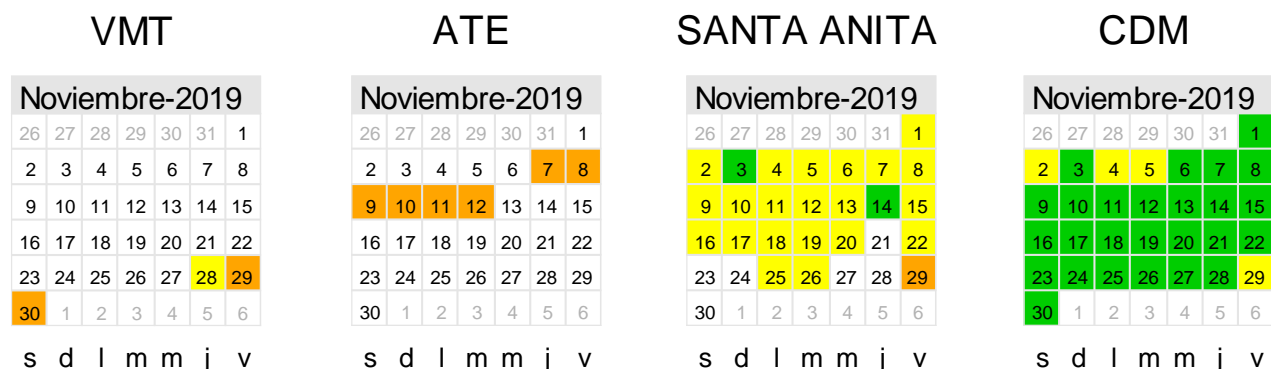 VMT
Noviembre-2019
26 27 28 29 30 31 1
2 3 4 5 6 7 8
9 10 11 12 13 14 15
16 17 18 19 20 21 22
23 24 25 26 27 28 29
30 1 2 3 4 5 6
s d l m m j v
ATE
Noviembre-2019
26 27 28 29 30 31 1
2 3 4 5 6 7 8
9 10 11 12 13 14 15
16 17 18 19 20 21 22
23 24 25 26 27 28 29
30 1 2 3 4 5 6
s d l m m j v
SANTA ANITA
Noviembre-2019
26 27 28 29 30 31 1
2 3 4 5 6 7 8
9 10 11 12 13 14 15
16 17 18 19 20 21 22
23 24 25 26 27 28 29
30 1 2 3 4 5 6
s d l m m j v
CDM
Noviembre-2019
26 27 28 29 30 31 1
2 3 4 5 6 7 8
9 10 11 12 13 14 15
16 17 18 19 20 21 22
23 24 25 26 27 28 29
30 1 2 3 4 5 6
s d l m m j v